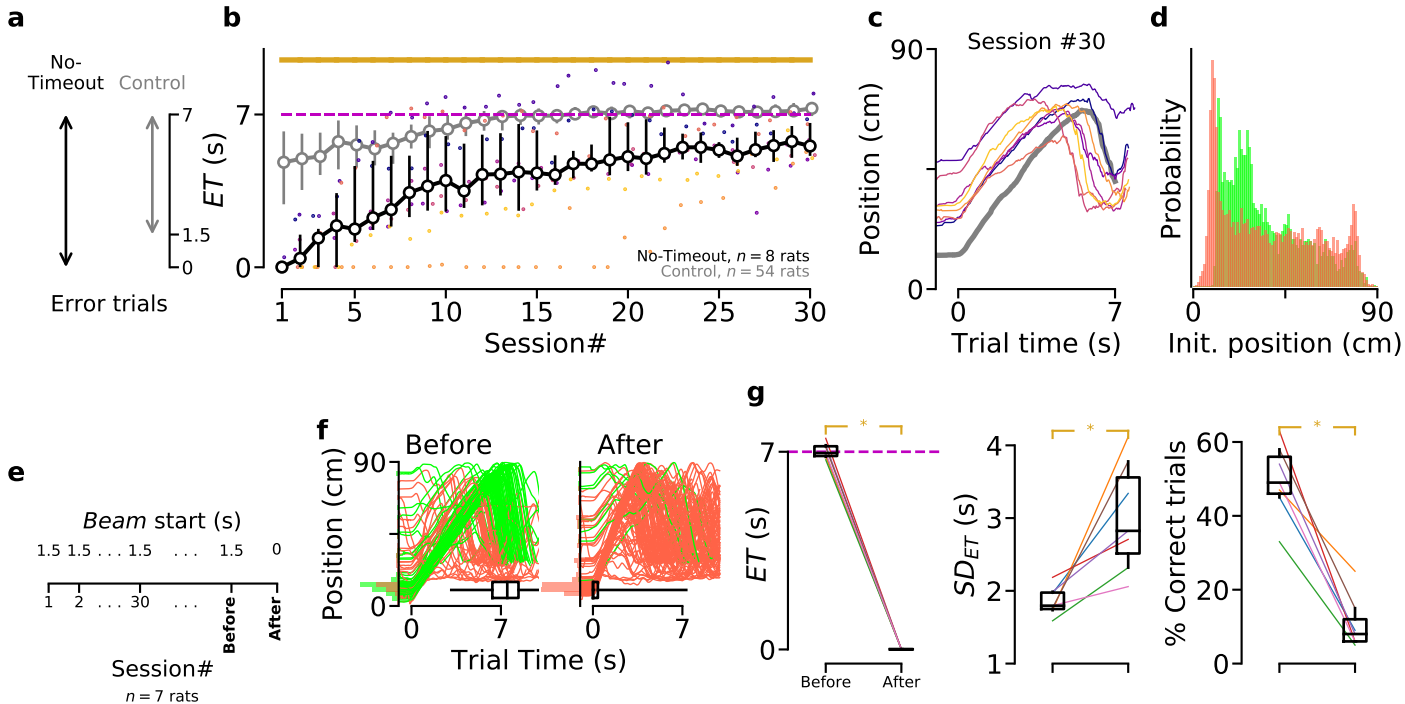 a
No-
Timeout
Control
7
1.5
0
Error trials
b
ET (s)
7
0
No-Timeout, n = 8 rats
Control, n = 54 rats
1 5 10 15 20 25 30
Session#
c
Session #30
Position (cm)
90
0
0 7
Trial time (s)
d
Probability
0 90
Init. position (cm)
e
Beam start (s)
1.5 1.5 ... 1.5 ... 1.5 0
1 2 ... 30 ... Before After
Session#
n = 7 rats
f
Before After
Position (cm)
90
0
0 7 0 7
Trial Time (s)
g
*
ET (s)
7
0
Before After
*
SDET (s)
4
3
2
1
*
% Correct trials
60
40
20
0